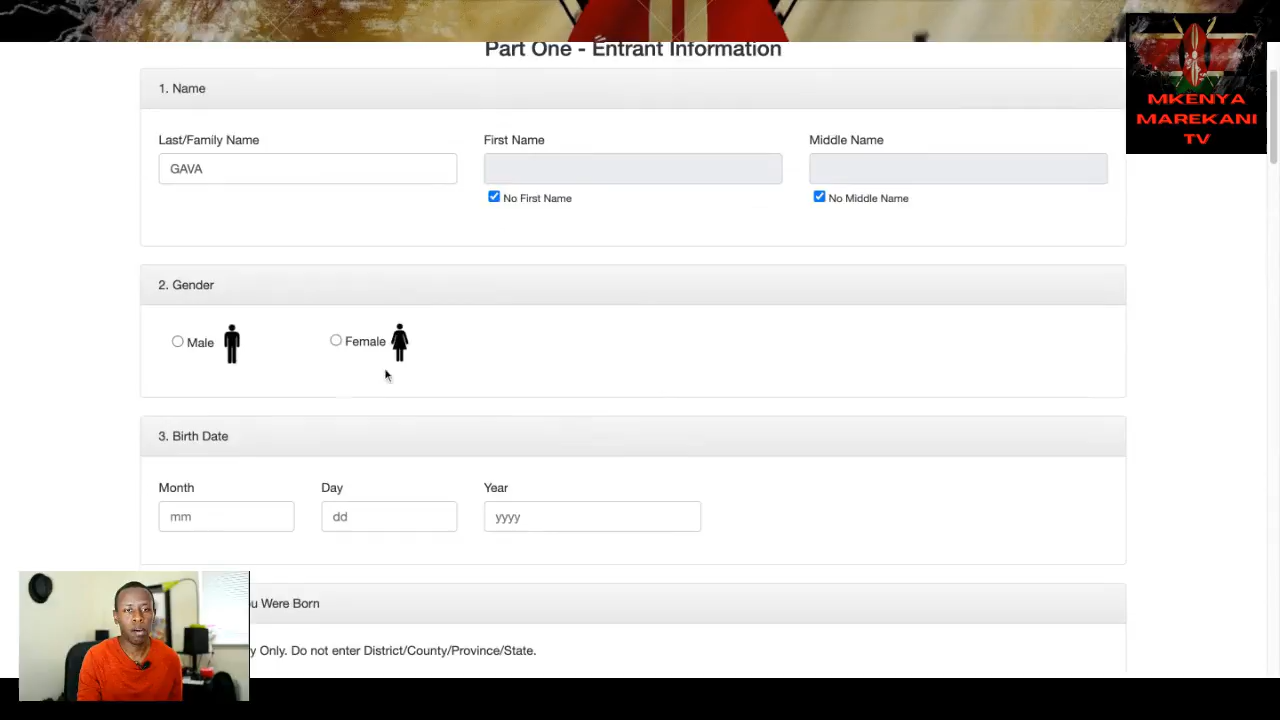 Part One - Entrant Information
MKENYA
MAREKANI
TV
1. Name
Last/Family Name
First Name
Middle Name
GAVA
No First Name
No Middle Name
2. Gender
Male
Female
3. Birth Date
Month
Day
Year
mm
dd
yyyy
u Were Born
y Only. Do not enter District/County/Province/State.